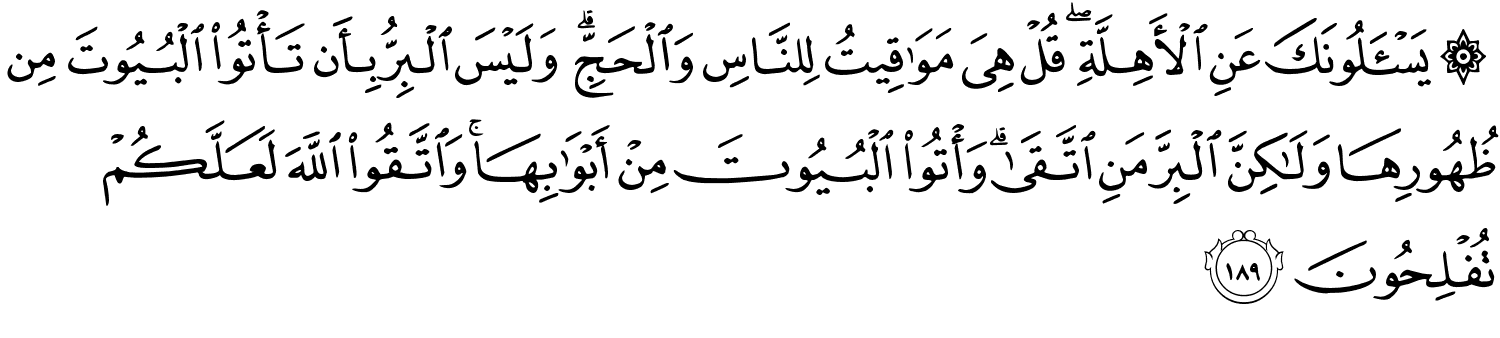 ۞ يَسْـَٔلُونَكَ عَنِ ٱلْأَهِلَّةِ ۖ قُلْ هِىَ مَوَٰقِيتُ لِلنَّاسِ وَٱلْحَجِّ ۗ وَلَيْسَ ٱلْبِرُّ بِأَن تَأْتُوا۟ ٱلْبُيُوتَ مِن
ظُهُورِهَا وَلَـٰكِنَّ ٱلْبِرَّ مَنِ ٱتَّقَىٰ ۗ وَأْتُوا۟ ٱلْبُيُوتَ مِنْ أَبْوَٰبِهَا ۚ وَٱتَّقُوا۟ ٱللَّهَ لَعَلَّكُمْ
تُفْلِحُونَ ١٨٩